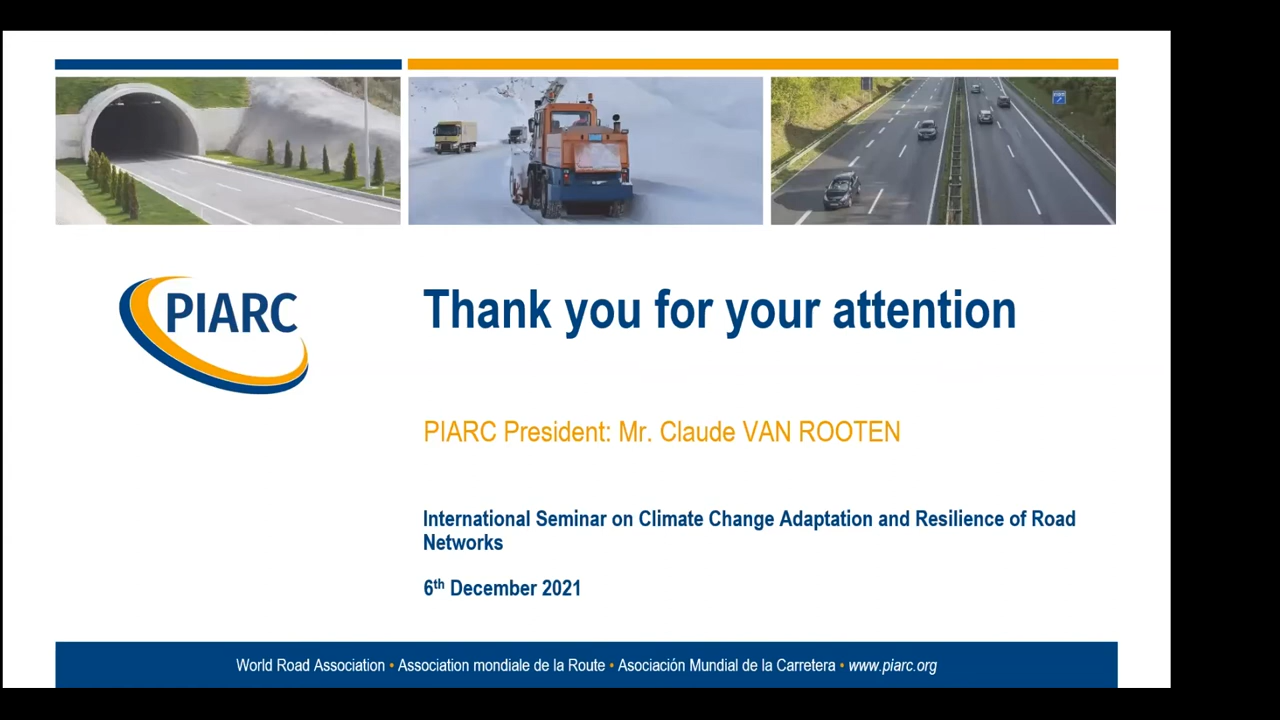 PIARC
Thank you for your attention
PIARC President: Mr. Claude VAN ROOTEN
International Seminar on Climate Change Adaptation and Resilience of Road
Networks
6th December 2021
World Road Association • Association mondiale de la Route • Asociación Mundial de la Carretera • www.piarc.org